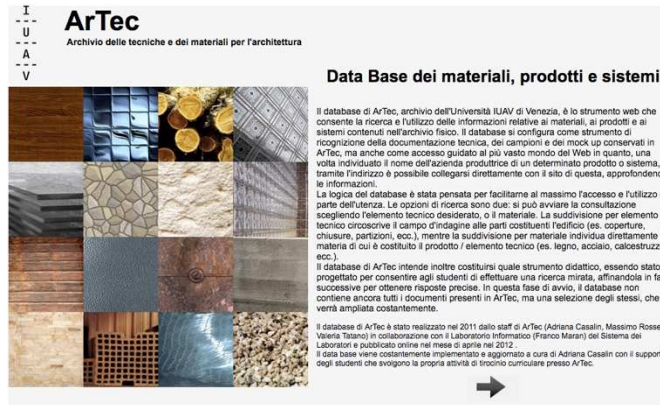 I
U
A
V
ArTec
Archivio delle tecniche e dei materiali per l'architettura
Data Base dei materiali, prodotti e sistemi
Il database di ArTec, archivio dell'Università IUAV di Venezia, è lo strumento web che
consente la ricerca e l'utilizzo delle informazioni relative ai materiali, ai prodotti e ai
sistemi contenuti nell'archivio fisico. Il database si configura come strumento di
ricognizione della documentazione tecnica, dei campioni e dei mock up conservati in
ArTec, ma anche come accesso guidato al più vasto mondo del Web in quanto, una
volta individuato il nome dell'azienda produttrice di un determinato prodotto o sistema,
tramite l'indirizzo è possibile collegarsi direttamente con il sito di questa, approfondend
le informazioni.
La logica del database è stata pensata per facilitarne al massimo l'accesso e l'utilizzo
parte dell'utenza. Le opzioni di ricerca sono due: si può avviare la consultazione
scegliendo l'elemento tecnico desiderato, o il materiale. La suddivisione per elemento
tecnico circoscrive il campo d'indagine alle parti costituenti l'edificio (es. coperture,
chiusure, partizioni, ecc.), mentre la suddivisione per materiale individua direttamente
materia di cui è costituito il prodotto / elemento tecnico (es. legno, acciaio, calcestruzz
ecc.).
Il database di ArTec intende inoltre costituirsi quale strumento didattico, essendo stato
progettato per consentire agli studenti di effettuare una ricerca mirata, affinandola in fa
successive per ottenere risposte precise. In questa fase di avvio, il database non
contiene ancora tutti i documenti presenti in ArTec, ma una selezione degli stessi, che
verrà ampliata costantemente.
Il database di ArTec è stato realizzato nel 2011 dallo staff di ArTec (Adriana Casalin, Massimo Rosse
Valeria Tatano) in collaborazione con il Laboratorio Informatico (Franco Maran) del Sistema dei
Laboratori e pubblicato online nel mese di aprile nel 2012 .
Il data base viene costantemente implementato e aggiornato a cura di Adriana Casalin con il support
degli studenti che svolgono la propria attività di tirocinio curriculare presso ArTec.